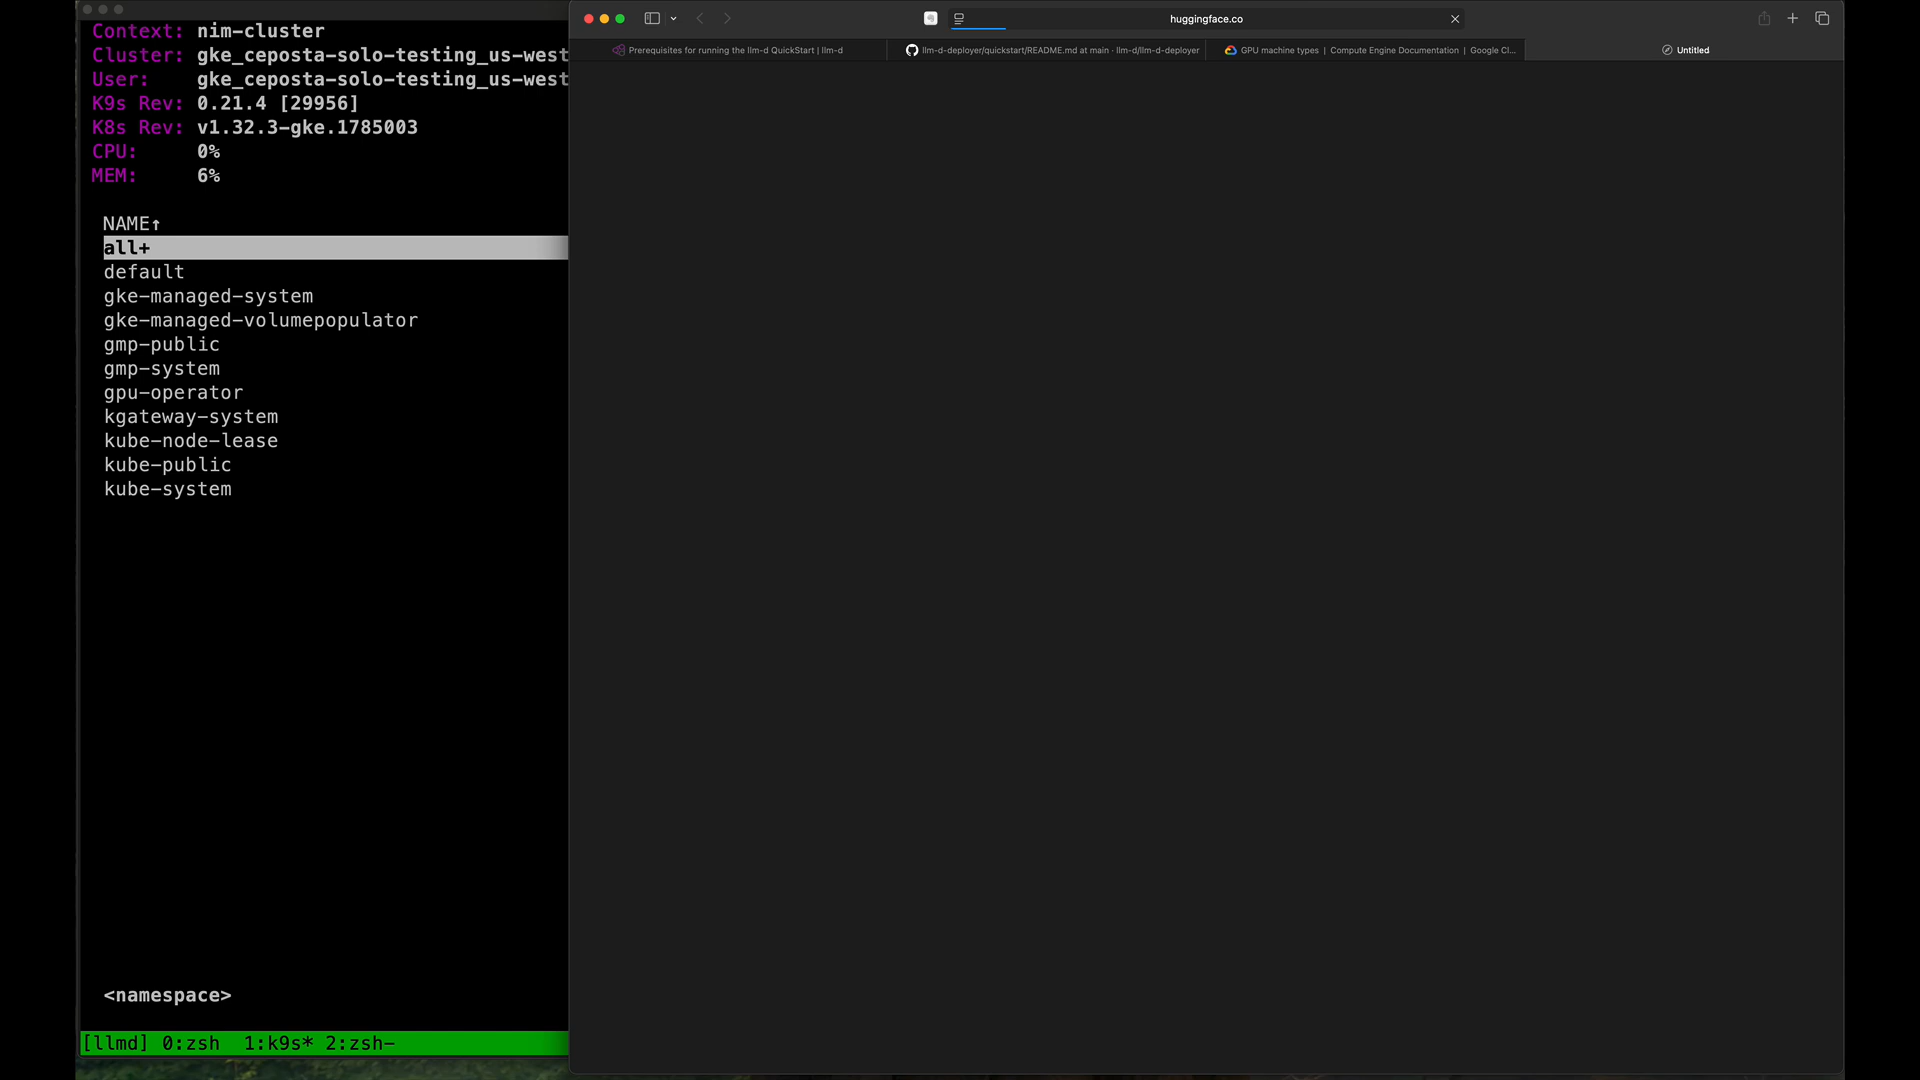 Context: nim-cluster
Cluster: gke_ceposta-solo-testing_us-west
User: gke_ceposta-solo-testing_us-west
K9s Rev: 0.21.4 [29956]
K8s Rev: v1.32.3-gke.1785003
CPU: 0%
MEM: 6%
NAME↑
all+
default
gke-managed-system
gke-managed-volumepopulator
gmp-public
gmp-system
gpu-operator
kgateway-system
kube-node-lease
kube-public
kube-system
<namespace>
[llmd] 0:zsh 1:k9s* 2:zsh-
huggingface.co
Prerequisites for running the llm-d QuickStart | llm-d
llm-d-deployer/quickstart/README.md at main · llm-d/llm-d-deployer
GPU machine types | Compute Engine Documentation | Google Cl...
Untitled